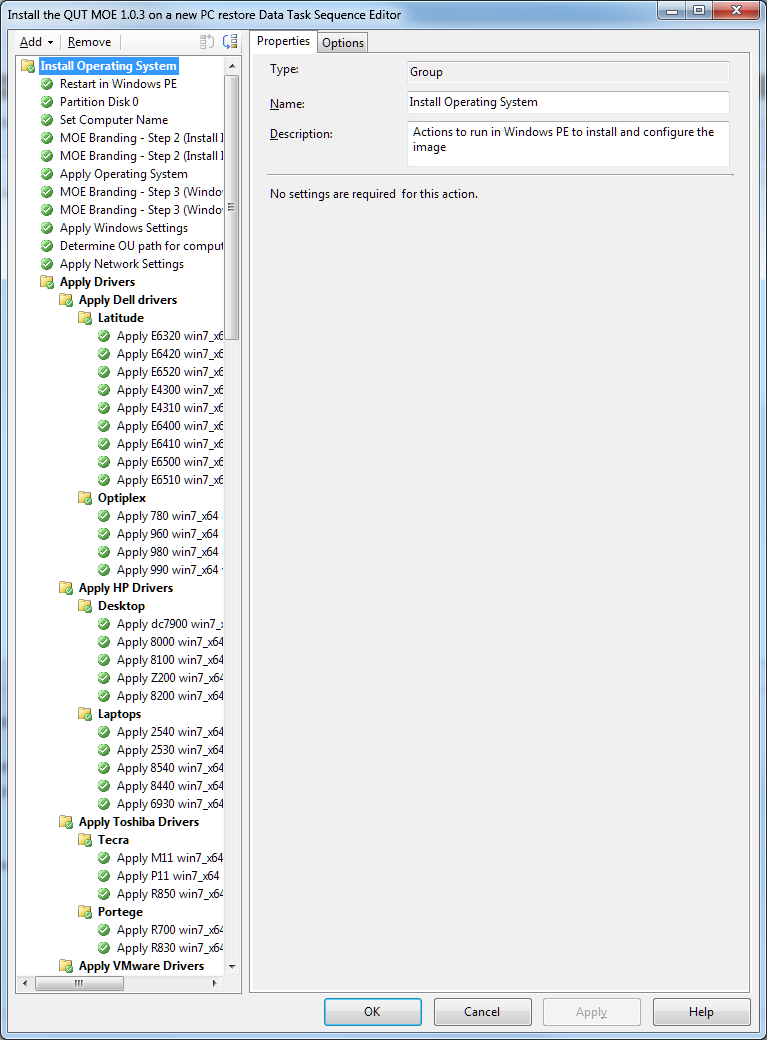 Install the QUT MOE 1.0.3 on a new PC restore Data Task Sequence Editor
Add
Remove
Install Operating System
Restart in Windows PE
Partition Disk 0
Set Computer Name
MOE Branding - Step 2 (Install
MOE Branding - Step 2 (Install
Apply Operating System
MOE Branding - Step 3 (Windo
MOE Branding - Step 3 (Windo
Apply Windows Settings
Determine OU path for comput
Apply Network Settings
Apply Drivers
Apply Dell drivers
Latitude
Apply E6320 win7_x6
Apply E6420 win7_x6
Apply E6520 win7_x6
Apply E4300 win7_x6
Apply E4310 win7_x6
Apply E6400 win7_x6
Apply E6410 win7_x6
Apply E6500 win7_x6
Apply E6510 win7_x6
Optiplex
Apply 780 win7_x64
Apply 960 win7_x64
Apply 980 win7_x64
Apply 990 win7_x64
Apply HP Drivers
Desktop
Apply dc7900 win7_x
Apply 8000 win7_x64
Apply 8100 win7_x64
Apply Z200 win7_x64
Apply 8200 win7_x64
Laptops
Apply 2540 win7_x64
Apply 2530 win7_x64
Apply 8540 win7_x64
Apply 8440 win7_x64
Apply 6930 win7_x64
Apply Toshiba Drivers
Tecra
Apply M11 win7_x64
Apply P11 win7_x64
Apply R850 win7_x64
Portege
Apply R700 win7_x64
Apply R830 win7_x64
Apply VMware Drivers
Properties
Options
Type:
Group
Name:
Install Operating System
Description:
Actions to run in Windows PE to install and configure the
image
No settings are required for this action.
OK
Cancel
Apply
Help